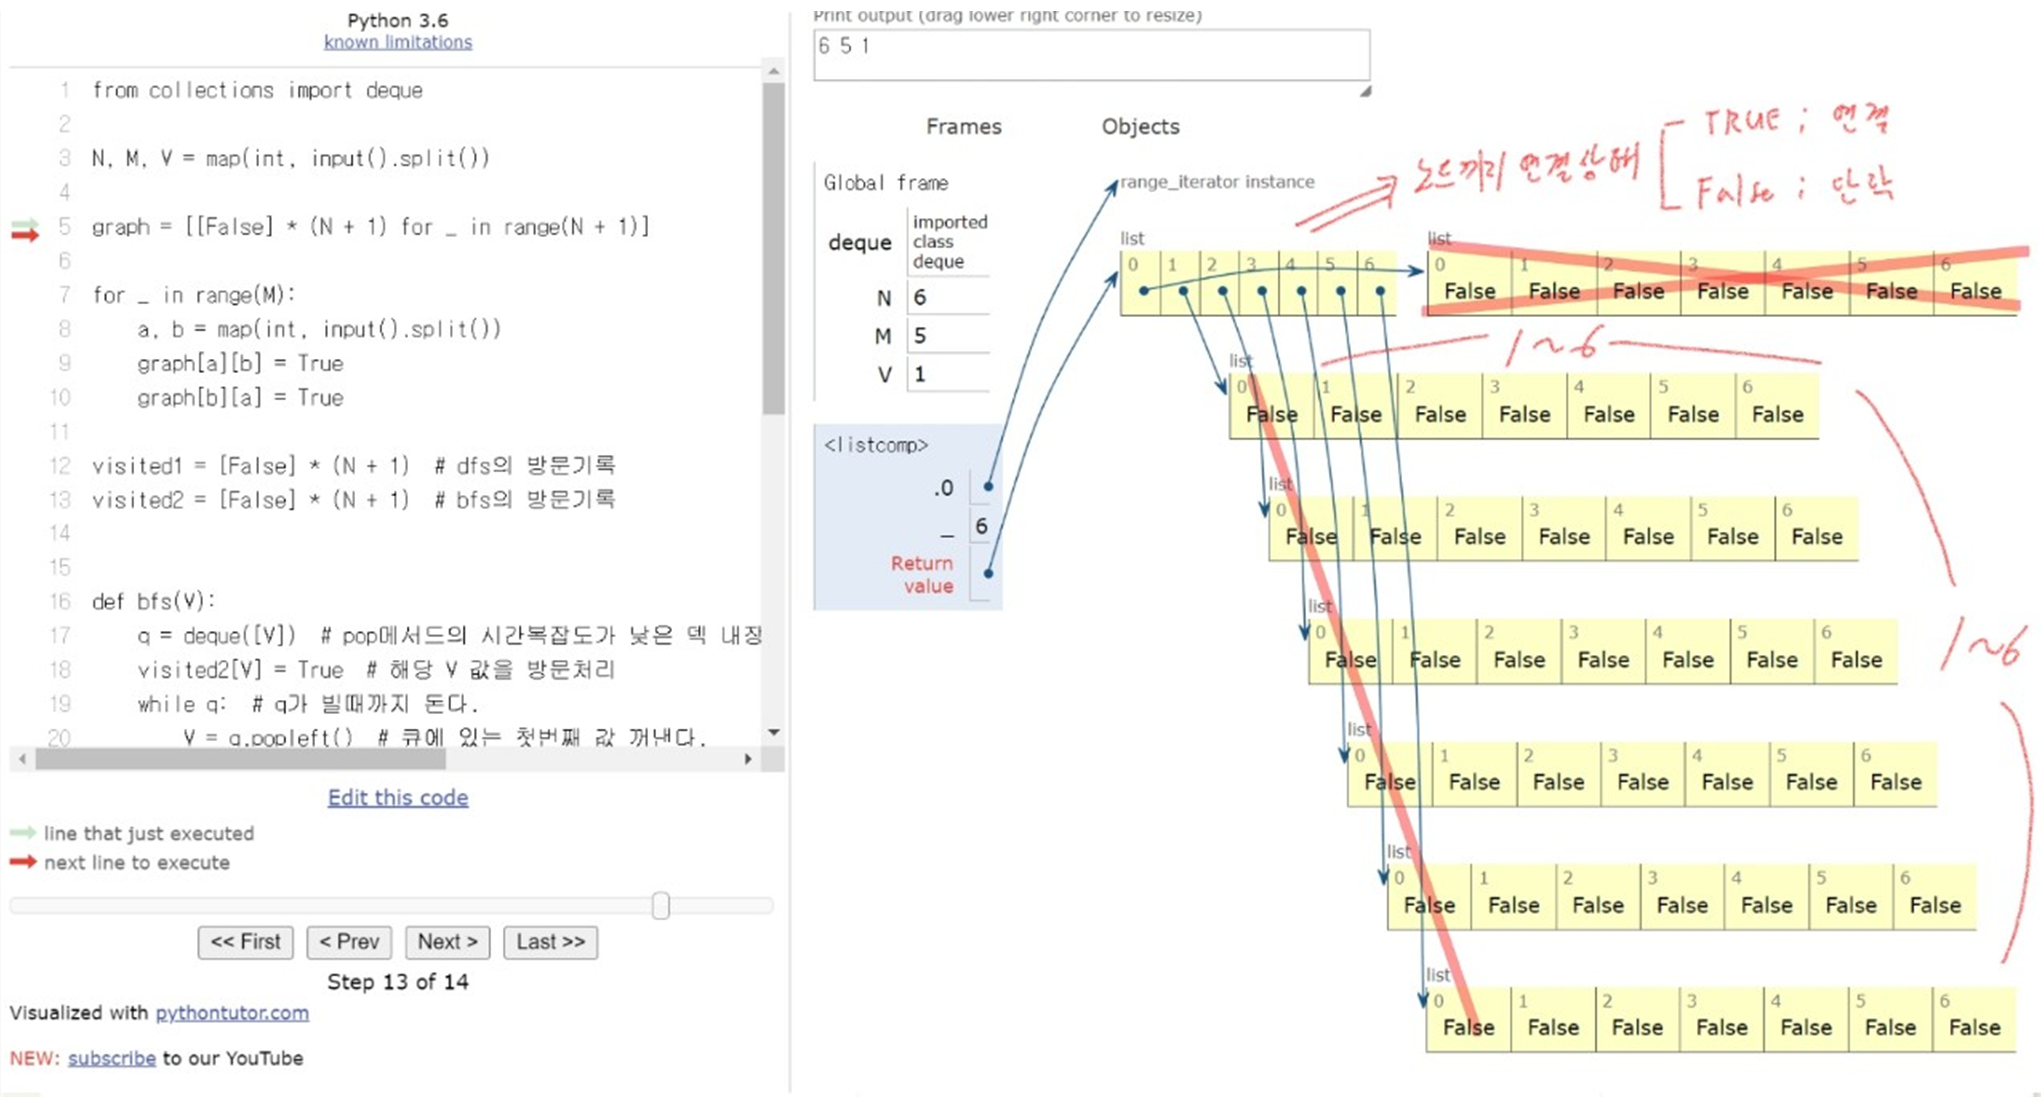 Python 3.6
known limitations
1 from collections import deque
2
3 N, M, V = map(int, input().split())
4
5 graph = [[False] * (N + 1) for _ in range(N + 1)]
6
7 for _ in range(M):
8 a, b = map(int, input().split())
9 graph[a][b] = True
10 graph[b][a] = True
11
12 visited1 = [False] * (N + 1) # dfs의 방문기록
13 visited2 = [False] * (N + 1) # bfs의 방문기록
14
15
16 def bfs(V):
17 q = deque([V]) # pop메서드의 시간복잡도가 낮은 덱 내장
18 visited2[V] = True # 해당 V 값을 방문처리
19 while q: # q가 빌때까지 돈다.
20 V = q.popleft() # 큐에 있는 첫번째 값 꺼낸다.
Edit this code
line that just executed
next line to execute
<< First < Prev Next > Last >>
Step 13 of 14
Visualized with pythontutor.com
NEW: subscribe to our YouTube
Print output (drag lower right corner to resize)
6 5 1
Frames Objects
Global frame
deque imported class deque
N 6
M 5
V 1
<listcomp>
.0
_ 6
Return value
range_iterator instance
노드끼리 연결상태
TRUE ; 연결
False ; 단락
list
0 1 2 3 4 5 6
list
0 1 2 3 4 5 6
False False False False False False False
1~6
list
0 1 2 3 4 5 6
False False False False False False False
list
0 1 2 3 4 5 6
False False False False False False False
list
0 1 2 3 4 5 6
False False False False False False False
1~6
list
0 1 2 3 4 5 6
False False False False False False False
list
0 1 2 3 4 5 6
False False False False False False False
list
0 1 2 3 4 5 6
False False False False False False False